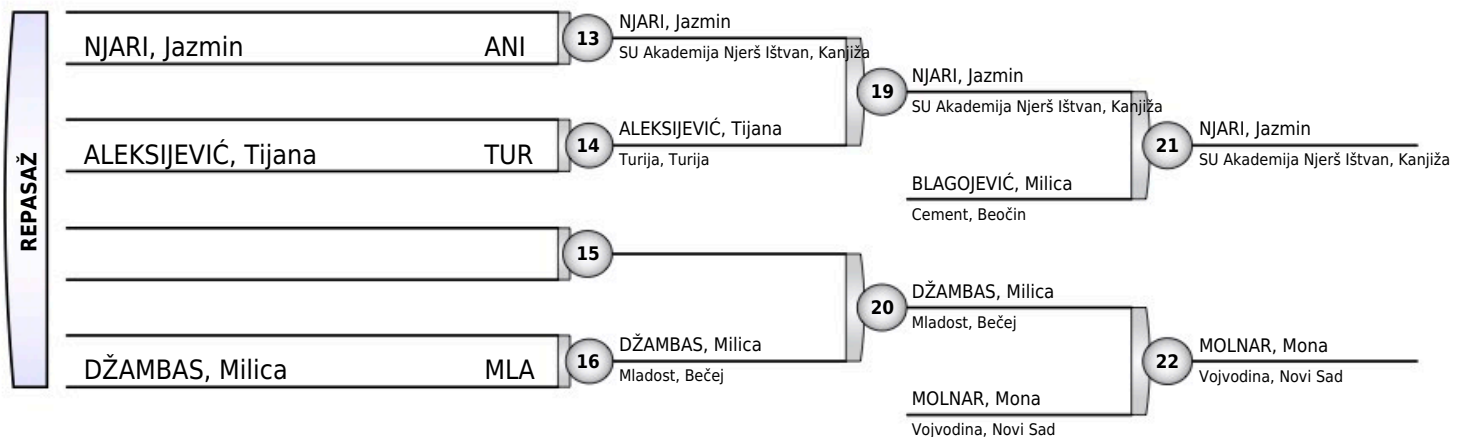 REPASAŽ
NJARI, Jazmin ANI
ALEKSIJEVIĆ, Tijana TUR
DŽAMBAS, Milica MLA
13
14
15
16
NJARI, Jazmin
SU Akademija Njerš Ištvan, Kanjiža
ALEKSIJEVIĆ, Tijana
Turija, Turija
DŽAMBAS, Milica
Mladost, Bečej
19
20
NJARI, Jazmin
SU Akademija Njerš Ištvan, Kanjiža
BLAGOJEVIĆ, Milica
Cement, Beočin
DŽAMBAS, Milica
Mladost, Bečej
MOLNAR, Mona
Vojvodina, Novi Sad
21
22
NJARI, Jazmin
SU Akademija Njerš Ištvan, Kanjiža
MOLNAR, Mona
Vojvodina, Novi Sad